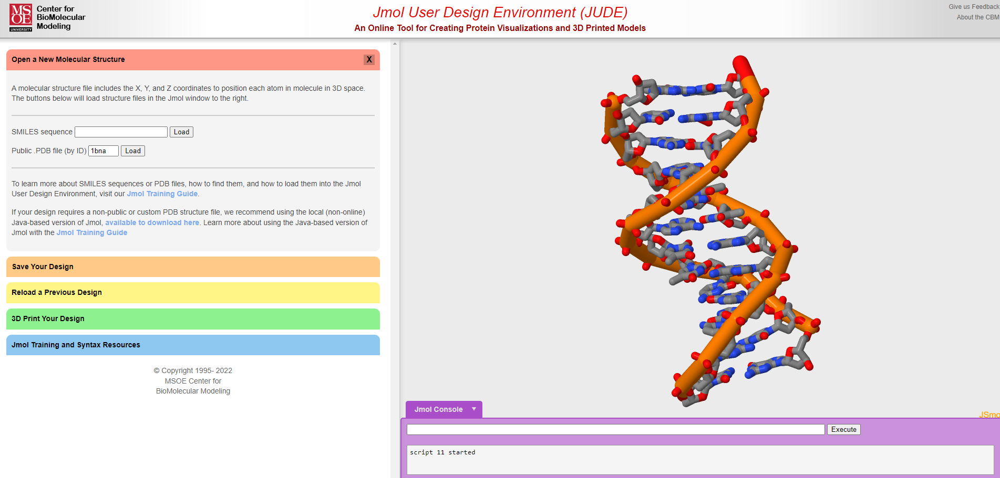 MS
OE
UNIVERSITY
Center for
BioMolecular
Modeling
Jmol User Design Environment (JUDE)
An Online Tool for Creating Protein Visualizations and 3D Printed Models
Give us Feedback
About the CBM
Open a New Molecular Structure
X
A molecular structure file includes the X, Y, and Z coordinates to position each atom in molecule in 3D space.
The buttons below will load structure files in the Jmol window to the right.
SMILES sequence Load
Public .PDB file (by ID) 1bna Load
To learn more about SMILES sequences or PDB files, how to find them, and how to load them into the Jmol
User Design Environment, visit our Jmol Training Guide.
If your design requires a non-public or custom PDB structure file, we recommend using the local (non-online)
Java-based version of Jmol, available to download here. Learn more about using the Java-based version of
Jmol with the Jmol Training Guide
Save Your Design
Reload a Previous Design
3D Print Your Design
Jmol Training and Syntax Resources
© Copyright 1995- 2022
MSOE Center for
BioMolecular Modeling
JSmo
Jmol Console
Execute
script 11 started